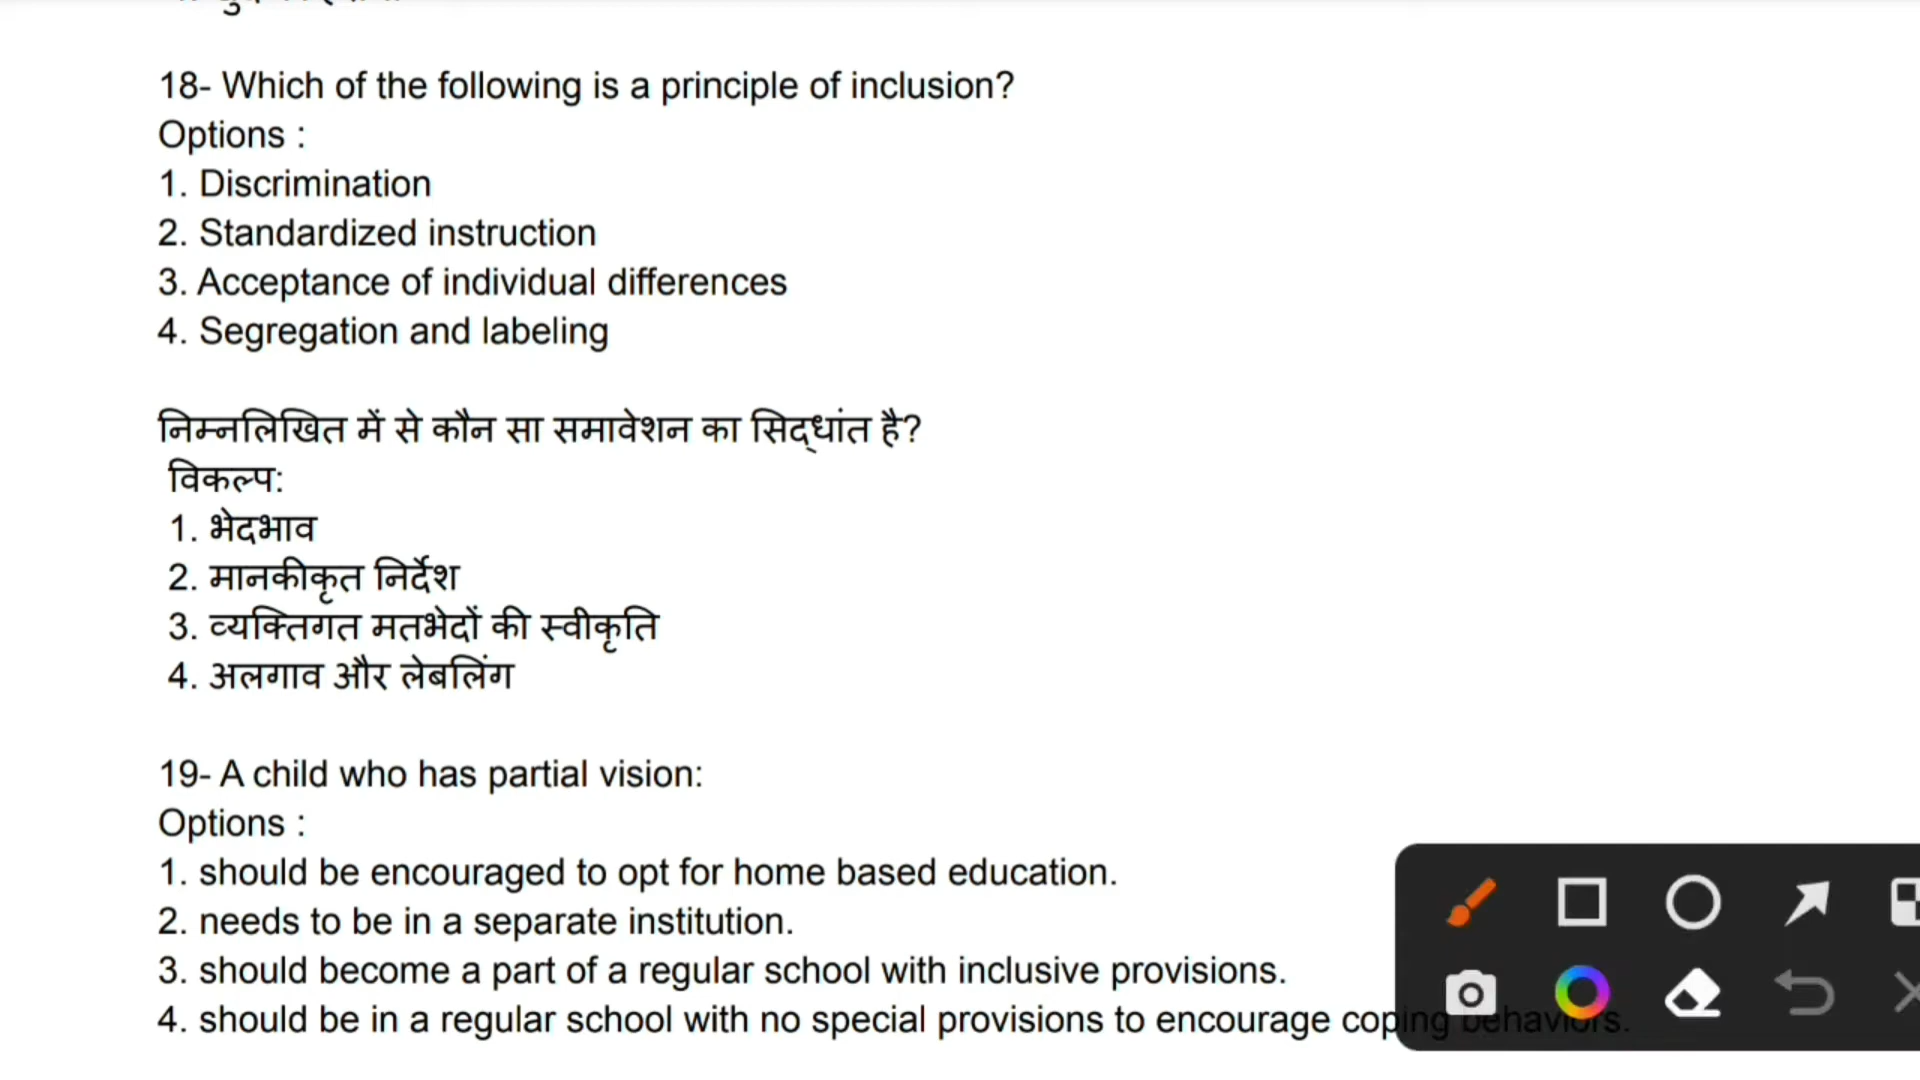 18- Which of the following is a principle of inclusion?
Options :
1. Discrimination
2. Standardized instruction
3. Acceptance of individual differences
4. Segregation and labeling
निम्नलिखित में से कौन सा समावेशन का सिद्धांत है?
विकल्प:
1. भेदभाव
2. मानकीकृत निर्देश
3. व्यक्तिगत मतभेदों की स्वीकृति
4. अलगाव और लेबलिंग
19- A child who has partial vision:
Options :
1. should be encouraged to opt for home based education.
2. needs to be in a separate institution.
3. should become a part of a regular school with inclusive provisions.
4. should be in a regular school with no special provisions to encourage coping behaviors.